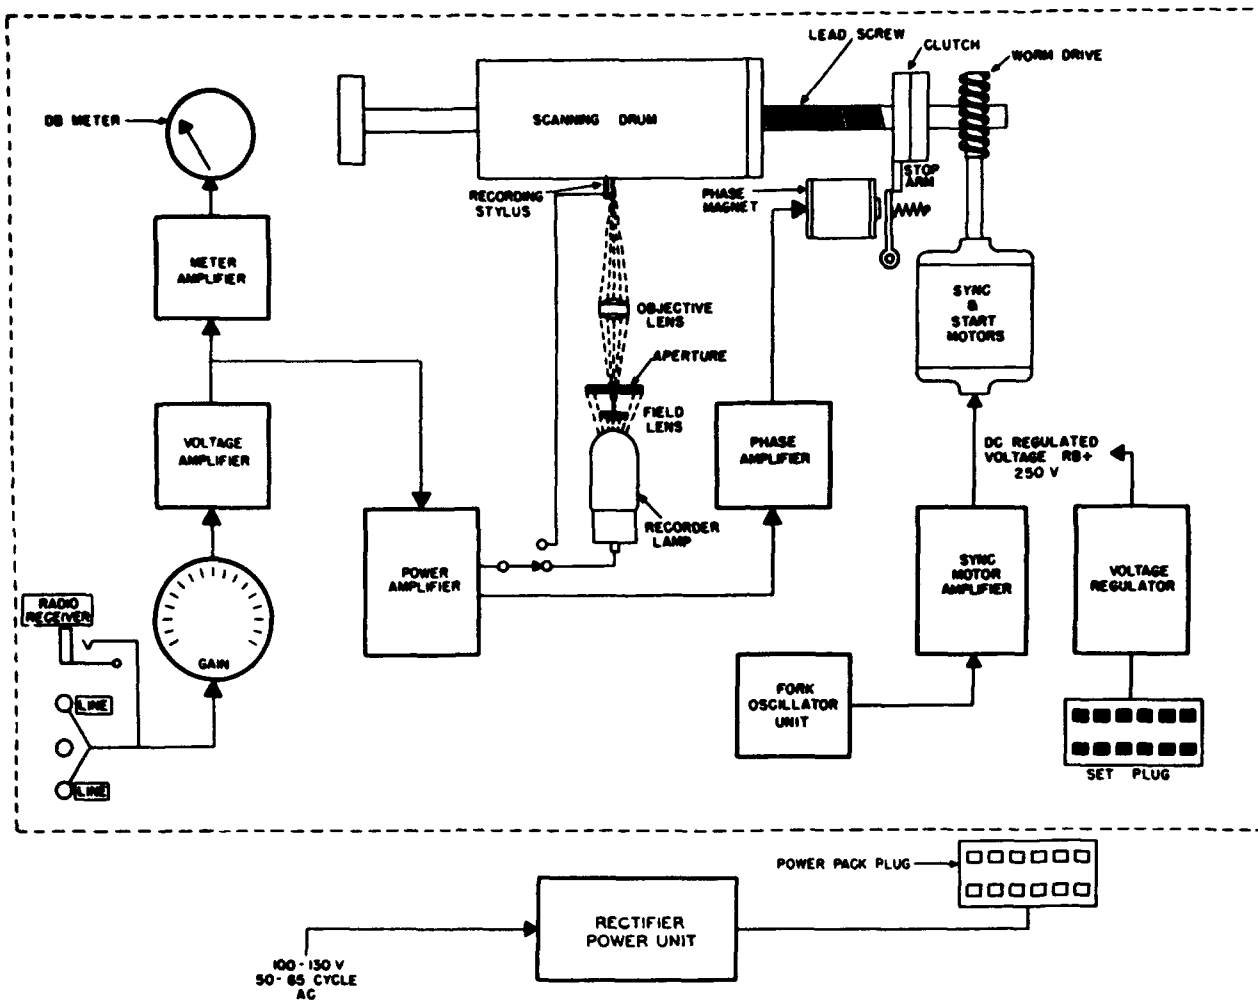 LEAD SCREW
CLUTCH
WORM DRIVE
DB METER
SCANNING DRUM
RECORDING
STYLUS
PHASE
MAGNET
STOP
ARM
METER
AMPLIFIER
OBJECTIVE
LENS
SYNC
&
START
MOTORS
APERTURE
FIELD
LENS
VOLTAGE
AMPLIFIER
PHASE
AMPLIFIER
DC REGULATED
VOLTAGE RB+
250 V
RECORDER
LAMP
POWER
AMPLIFIER
SYNC
MOTOR
AMPLIFIER
VOLTAGE
REGULATOR
RADIO
RECEIVER
GAIN
LINE
LINE
FORK
OSCILLATOR
UNIT
SET PLUG
POWER PACK PLUG
RECTIFIER
POWER UNIT
100-130 V
50-65 CYCLE
AC